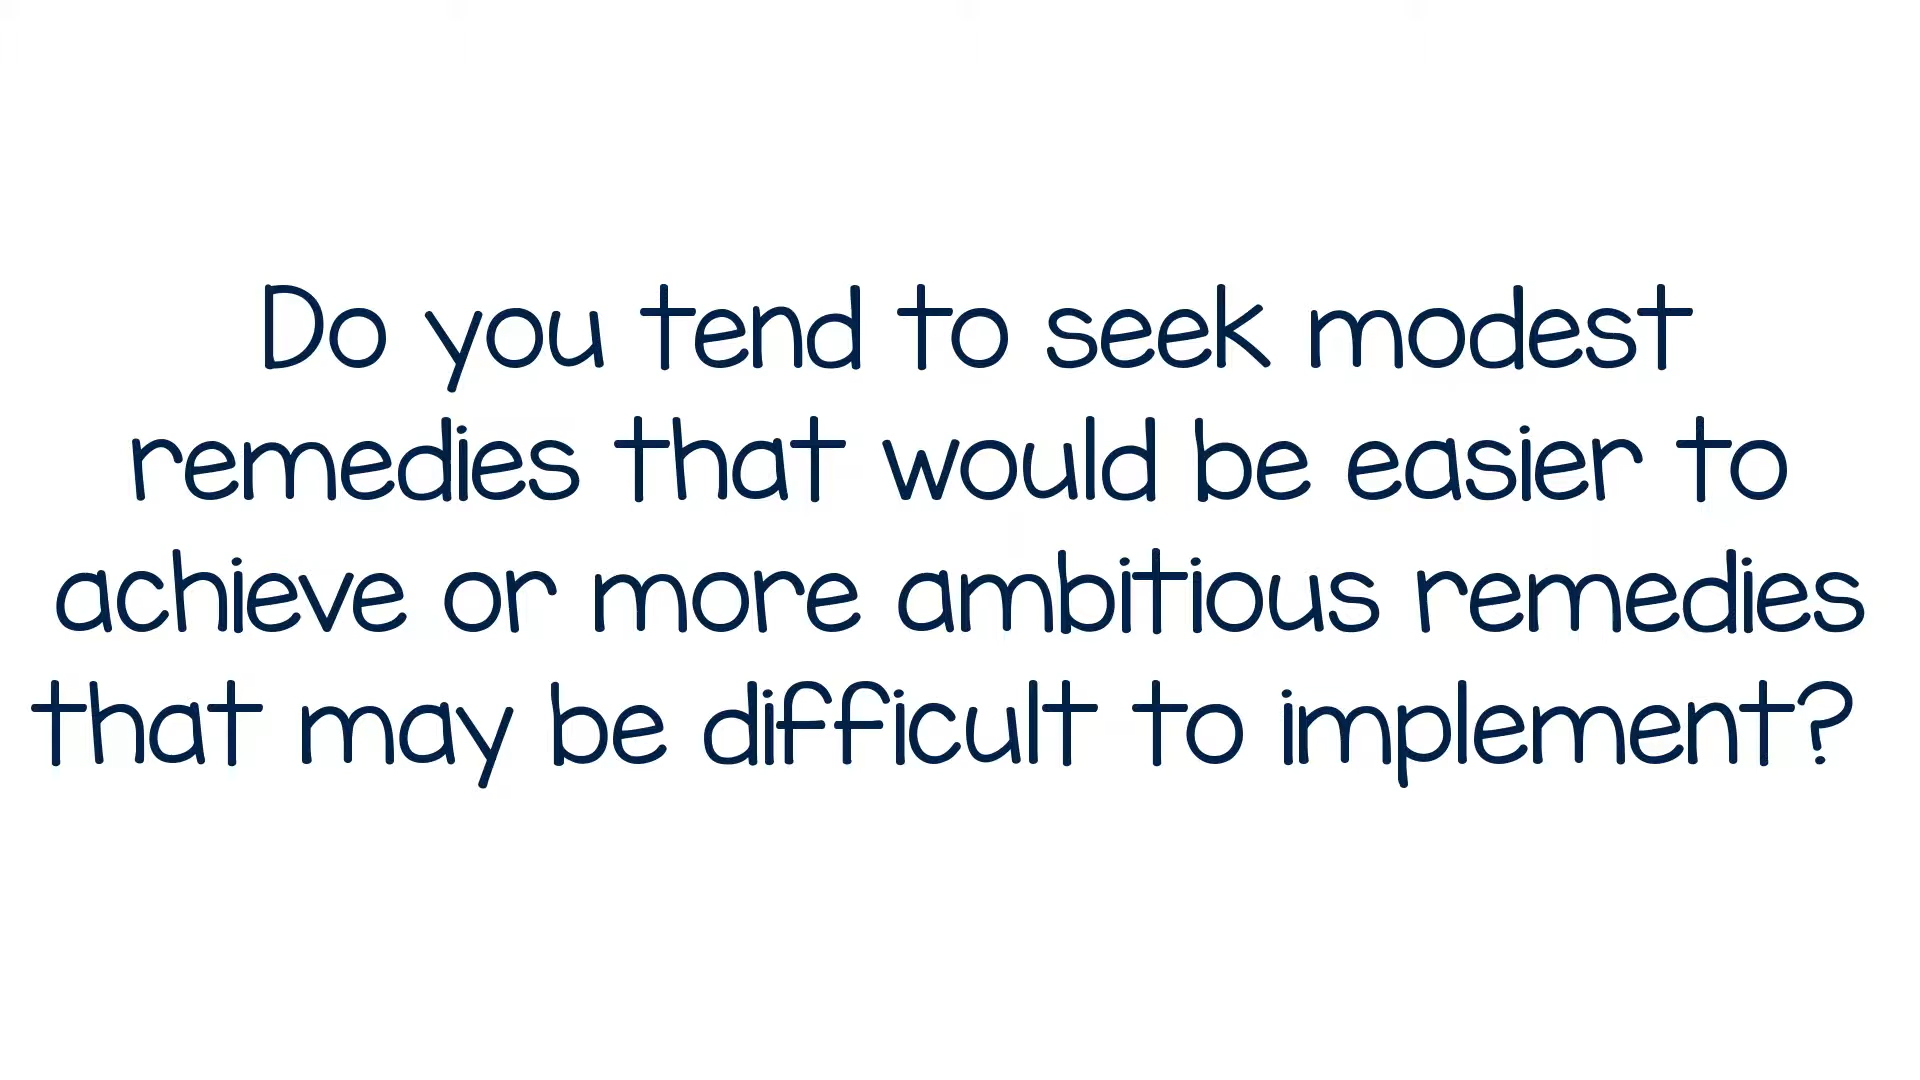 Do you tend to seek modest
remedies that would be easier to
achieve or more ambitious remedies
that may be difficult to implement?